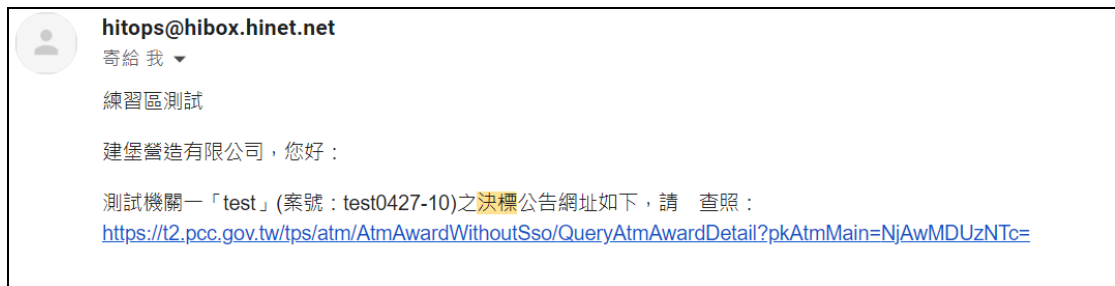 hitops@hibox.hinet.net
寄給 我
練習區測試
建堡營造有限公司，您好：
測試機關一「test」(案號：test0427-10)之決標公告網址如下，請　查照：
https://t2.pcc.gov.tw/tps/atm/AtmAwardWithoutSso/QueryAtmAwardDetail?pkAtmMain=NjAwMDUzNTc=